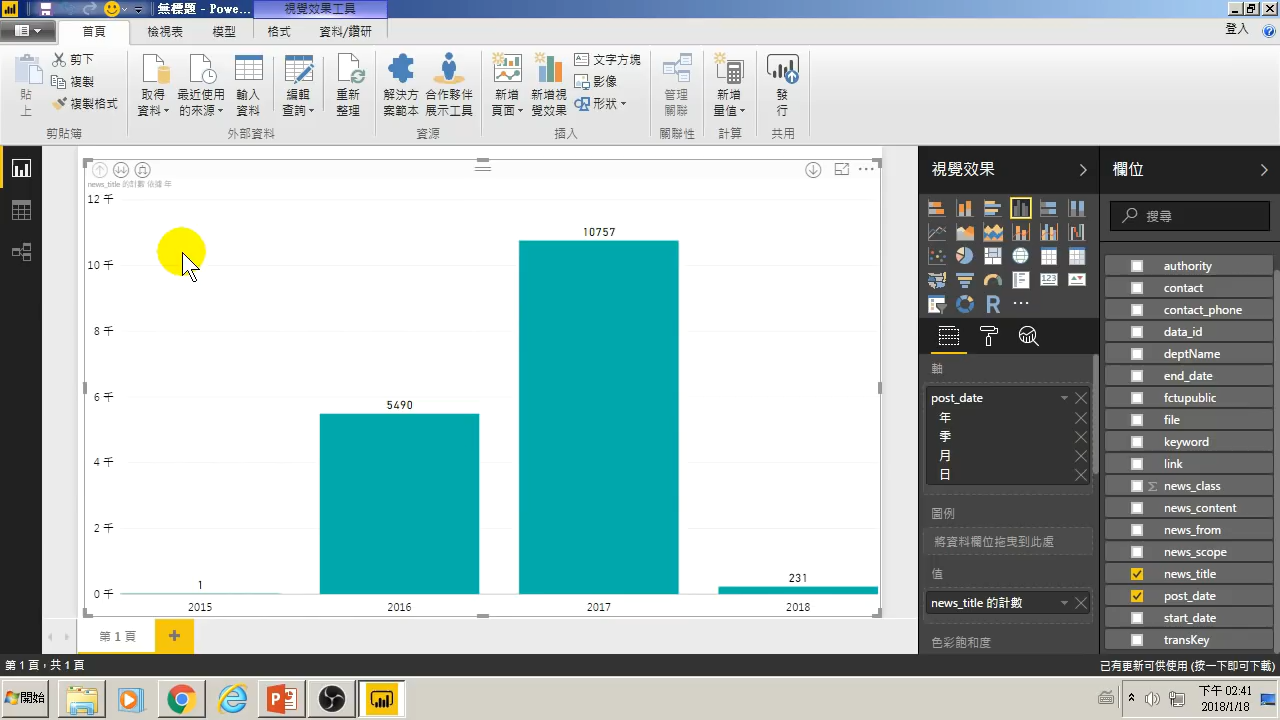 無標題 - Powe...
視覺效果工具
首頁
檢視表
模型
格式
資料/鑽研
登入
貼上
剪下
複製
複製格式
剪貼簿
取得資料
最近使用的來源
輸入資料
編輯查詢
重新整理
外部資料
解決方案範本
合作夥伴展示工具
資源
新增頁面
新增視覺效果
文字方塊
影像
形狀
插入
管理關聯
關聯性
新增量值
計算
發行
共用
news_title 的計數 依據 年
12 千
10 千
8 千
6 千
4 千
2 千
0 千
1
5490
10757
231
2015
2016
2017
2018
第 1 頁
第 1 頁，共 1 頁
視覺效果
R
123
軸
post_date
年
季
月
日
圖例
將資料欄位拖曳到此處
值
news_title 的計數
色彩飽和度
欄位
搜尋
authority
contact
contact_phone
data_id
deptName
end_date
fctupublic
file
keyword
link
Σ news_class
news_content
news_from
news_scope
news_title
post_date
start_date
transKey
已有更新可供使用 (按一下即可下載)
開始
下午 02:41
2018/1/18